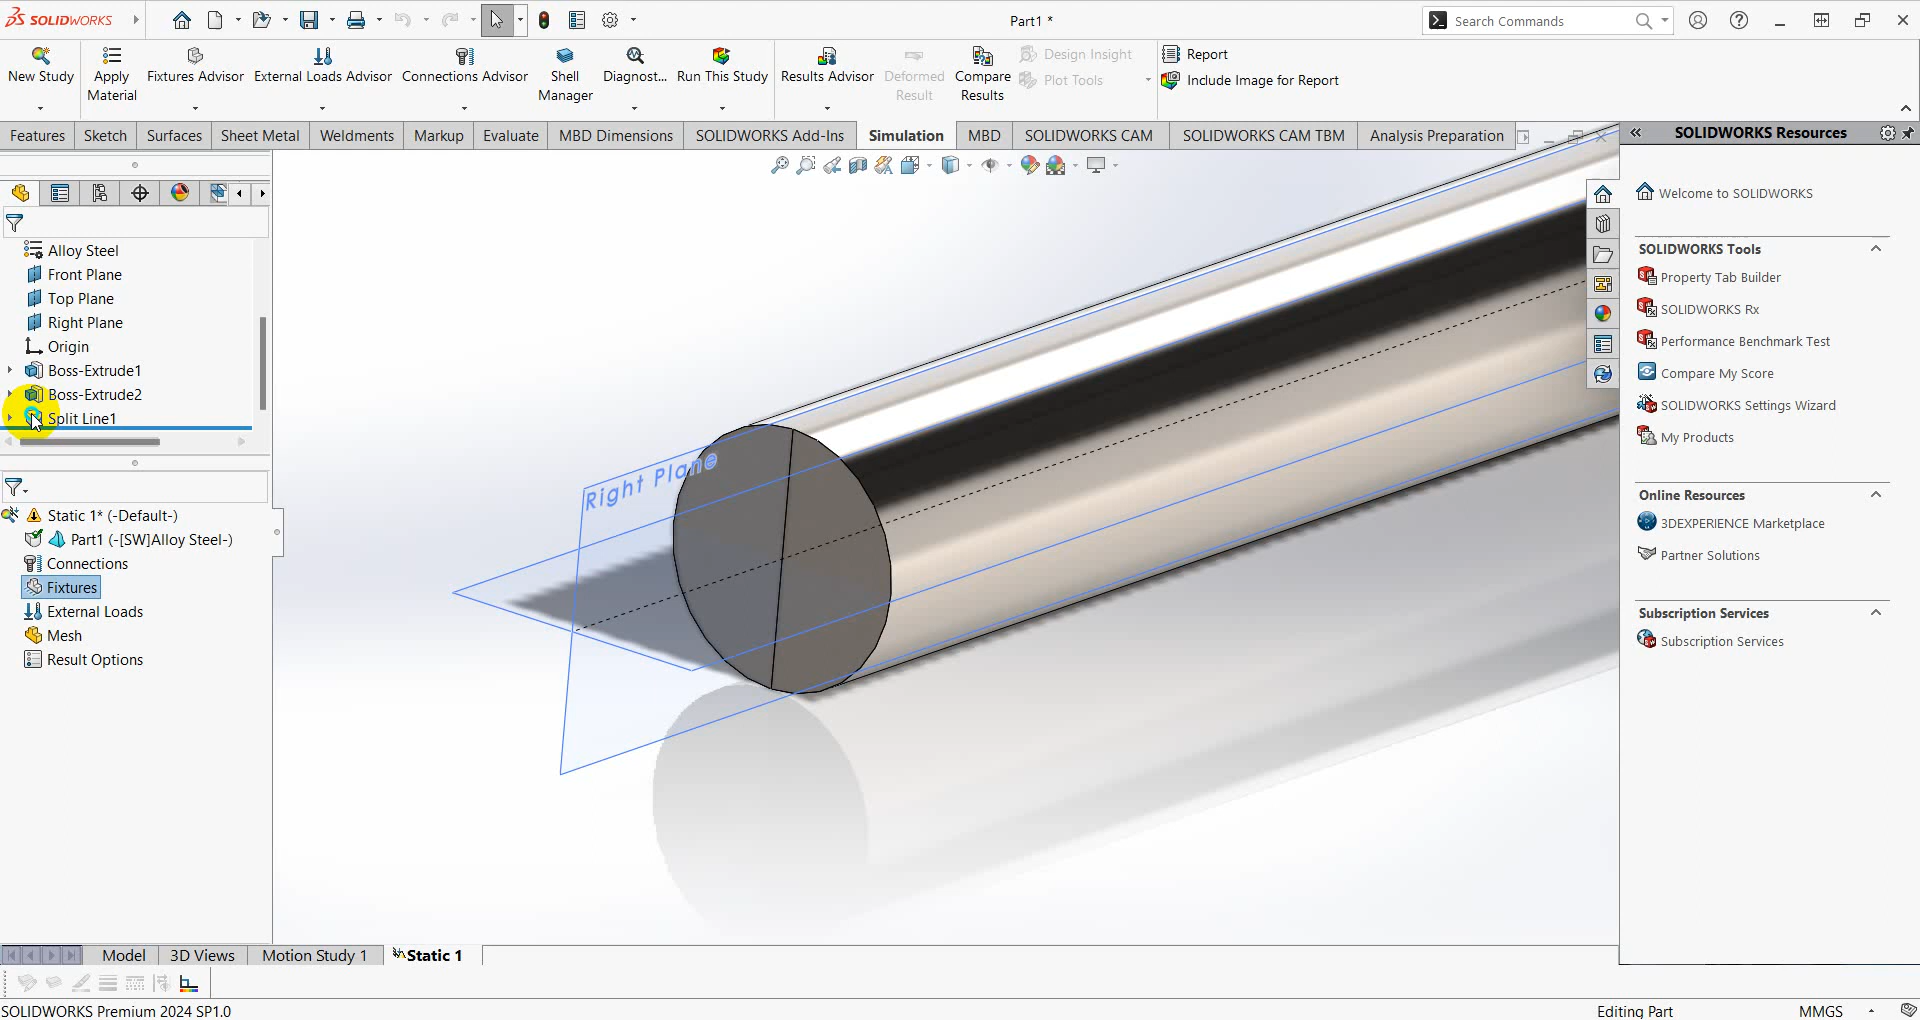 SOLIDWORKS
Part1 *
Search Commands
New Study
Apply Material
Fixtures Advisor
External Loads Advisor
Connections Advisor
Shell Manager
Diagnost...
Run This Study
Results Advisor
Deformed Result
Compare Results
Design Insight
Plot Tools
Report
Include Image for Report
Features
Sketch
Surfaces
Sheet Metal
Weldments
Markup
Evaluate
MBD Dimensions
SOLIDWORKS Add-Ins
Simulation
MBD
SOLIDWORKS CAM
SOLIDWORKS CAM TBM
Analysis Preparation
SOLIDWORKS Resources
Alloy Steel
Front Plane
Top Plane
Right Plane
Origin
Boss-Extrude1
Boss-Extrude2
Split Line1
Static 1* (-Default-)
Part1 (-[SW]Alloy Steel-)
Connections
Fixtures
External Loads
Mesh
Result Options
Right Plane
Welcome to SOLIDWORKS
SOLIDWORKS Tools
Property Tab Builder
SOLIDWORKS Rx
Performance Benchmark Test
Compare My Score
SOLIDWORKS Settings Wizard
My Products
Online Resources
3DEXPERIENCE Marketplace
Partner Solutions
Subscription Services
Subscription Services
Model
3D Views
Motion Study 1
Static 1
SOLIDWORKS Premium 2024 SP1.0
Editing Part
MMGS